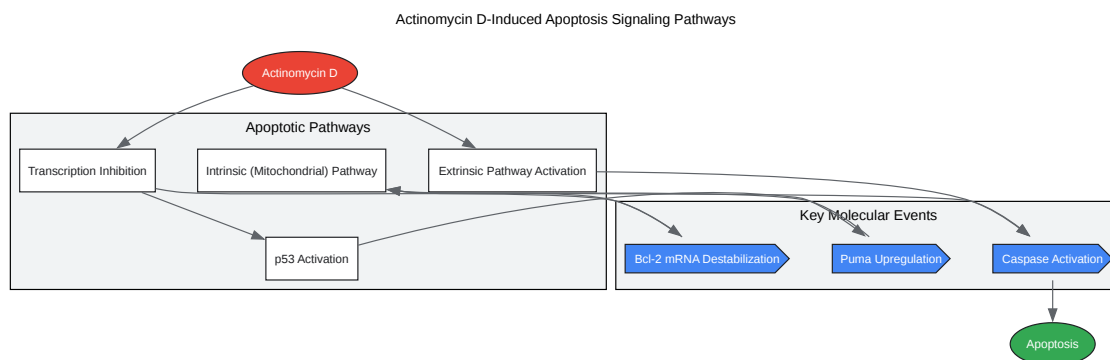 Actinomycin D-Induced Apoptosis Signaling Pathways
Actinomycin D
Apoptotic Pathways
Transcription Inhibition
Intrinsic (Mitochondrial) Pathway
Extrinsic Pathway Activation
p53 Activation
Key Molecular Events
Bcl-2 mRNA Destabilization
Puma Upregulation
Caspase Activation
Apoptosis